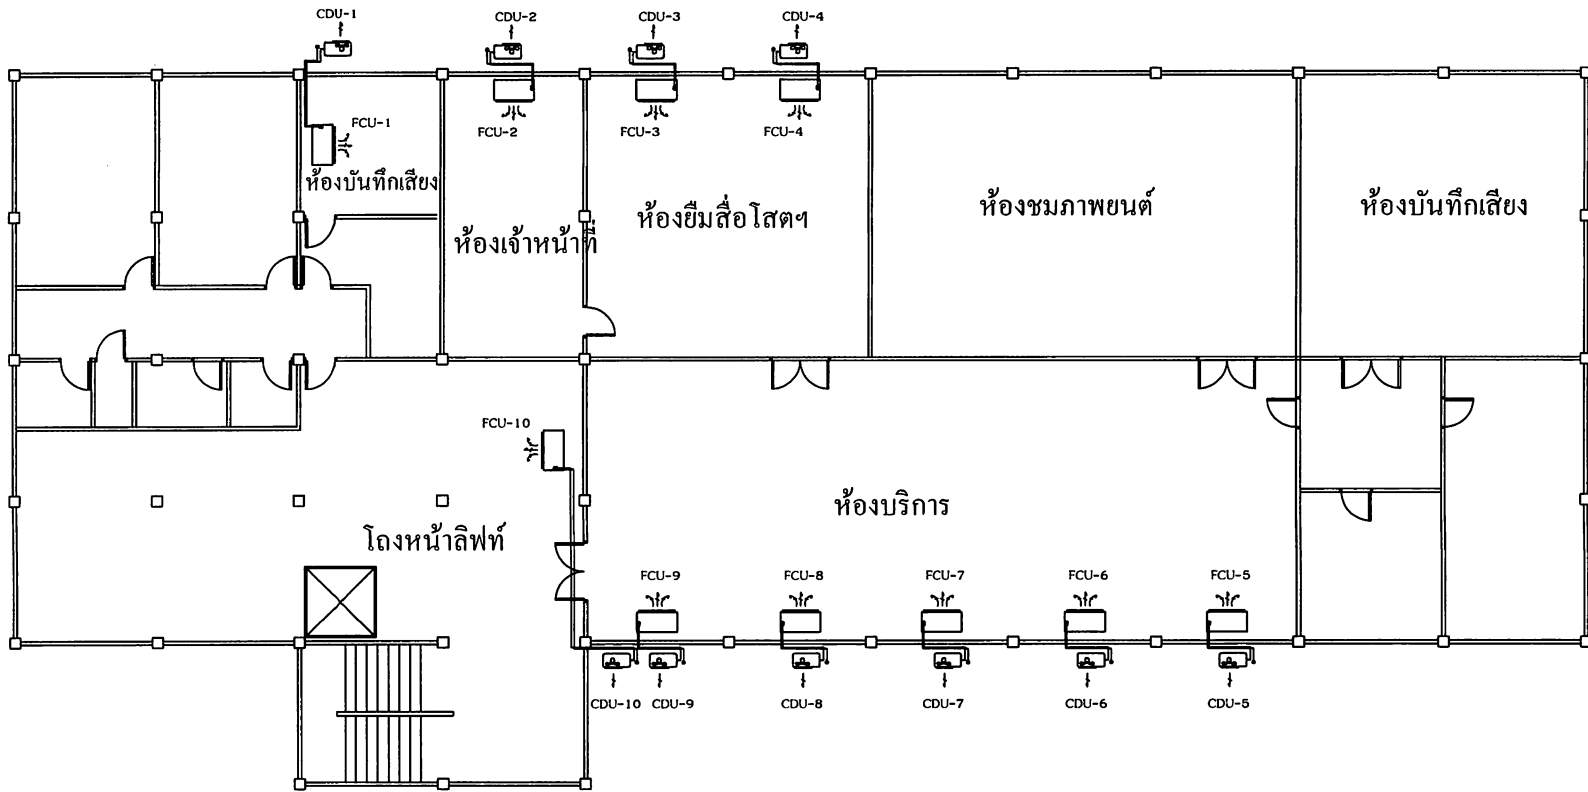 CDU-1
CDU-2
CDU-3
CDU-4
FCU-1
FCU-2
FCU-3
FCU-4
ห้องบันทึกเสียง
ห้องเจ้าหน้าที่
ห้องยืมสื่อโสตฯ
ห้องชมภาพยนต์
ห้องบันทึกเสียง
FCU-10
ห้องบริการ
โถงหน้าลิฟท์
FCU-9
FCU-8
FCU-7
FCU-6
FCU-5
CDU-10
CDU-9
CDU-8
CDU-7
CDU-6
CDU-5